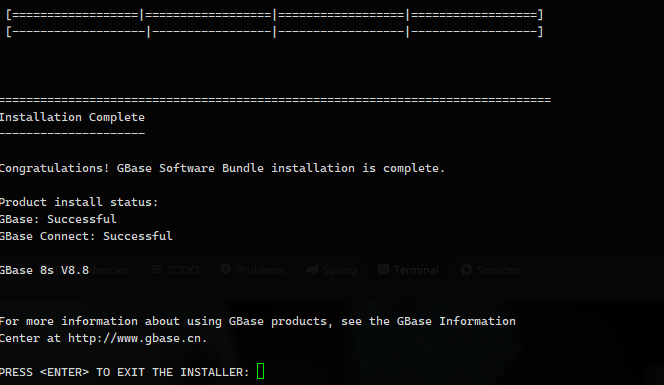 [==================|==================|==================|==================]
[-------------------|------------------|------------------|------------------]
===============================================================================
Installation Complete
---------------------
Congratulations! GBase Software Bundle installation is complete.
Product install status:
GBase: Successful
GBase Connect: Successful
GBase 8s V8.8
TODO Problems Spring Terminal Services
For more information about using GBase products, see the GBase Information
Center at http://www.gbase.cn.
PRESS <ENTER> TO EXIT THE INSTALLER: